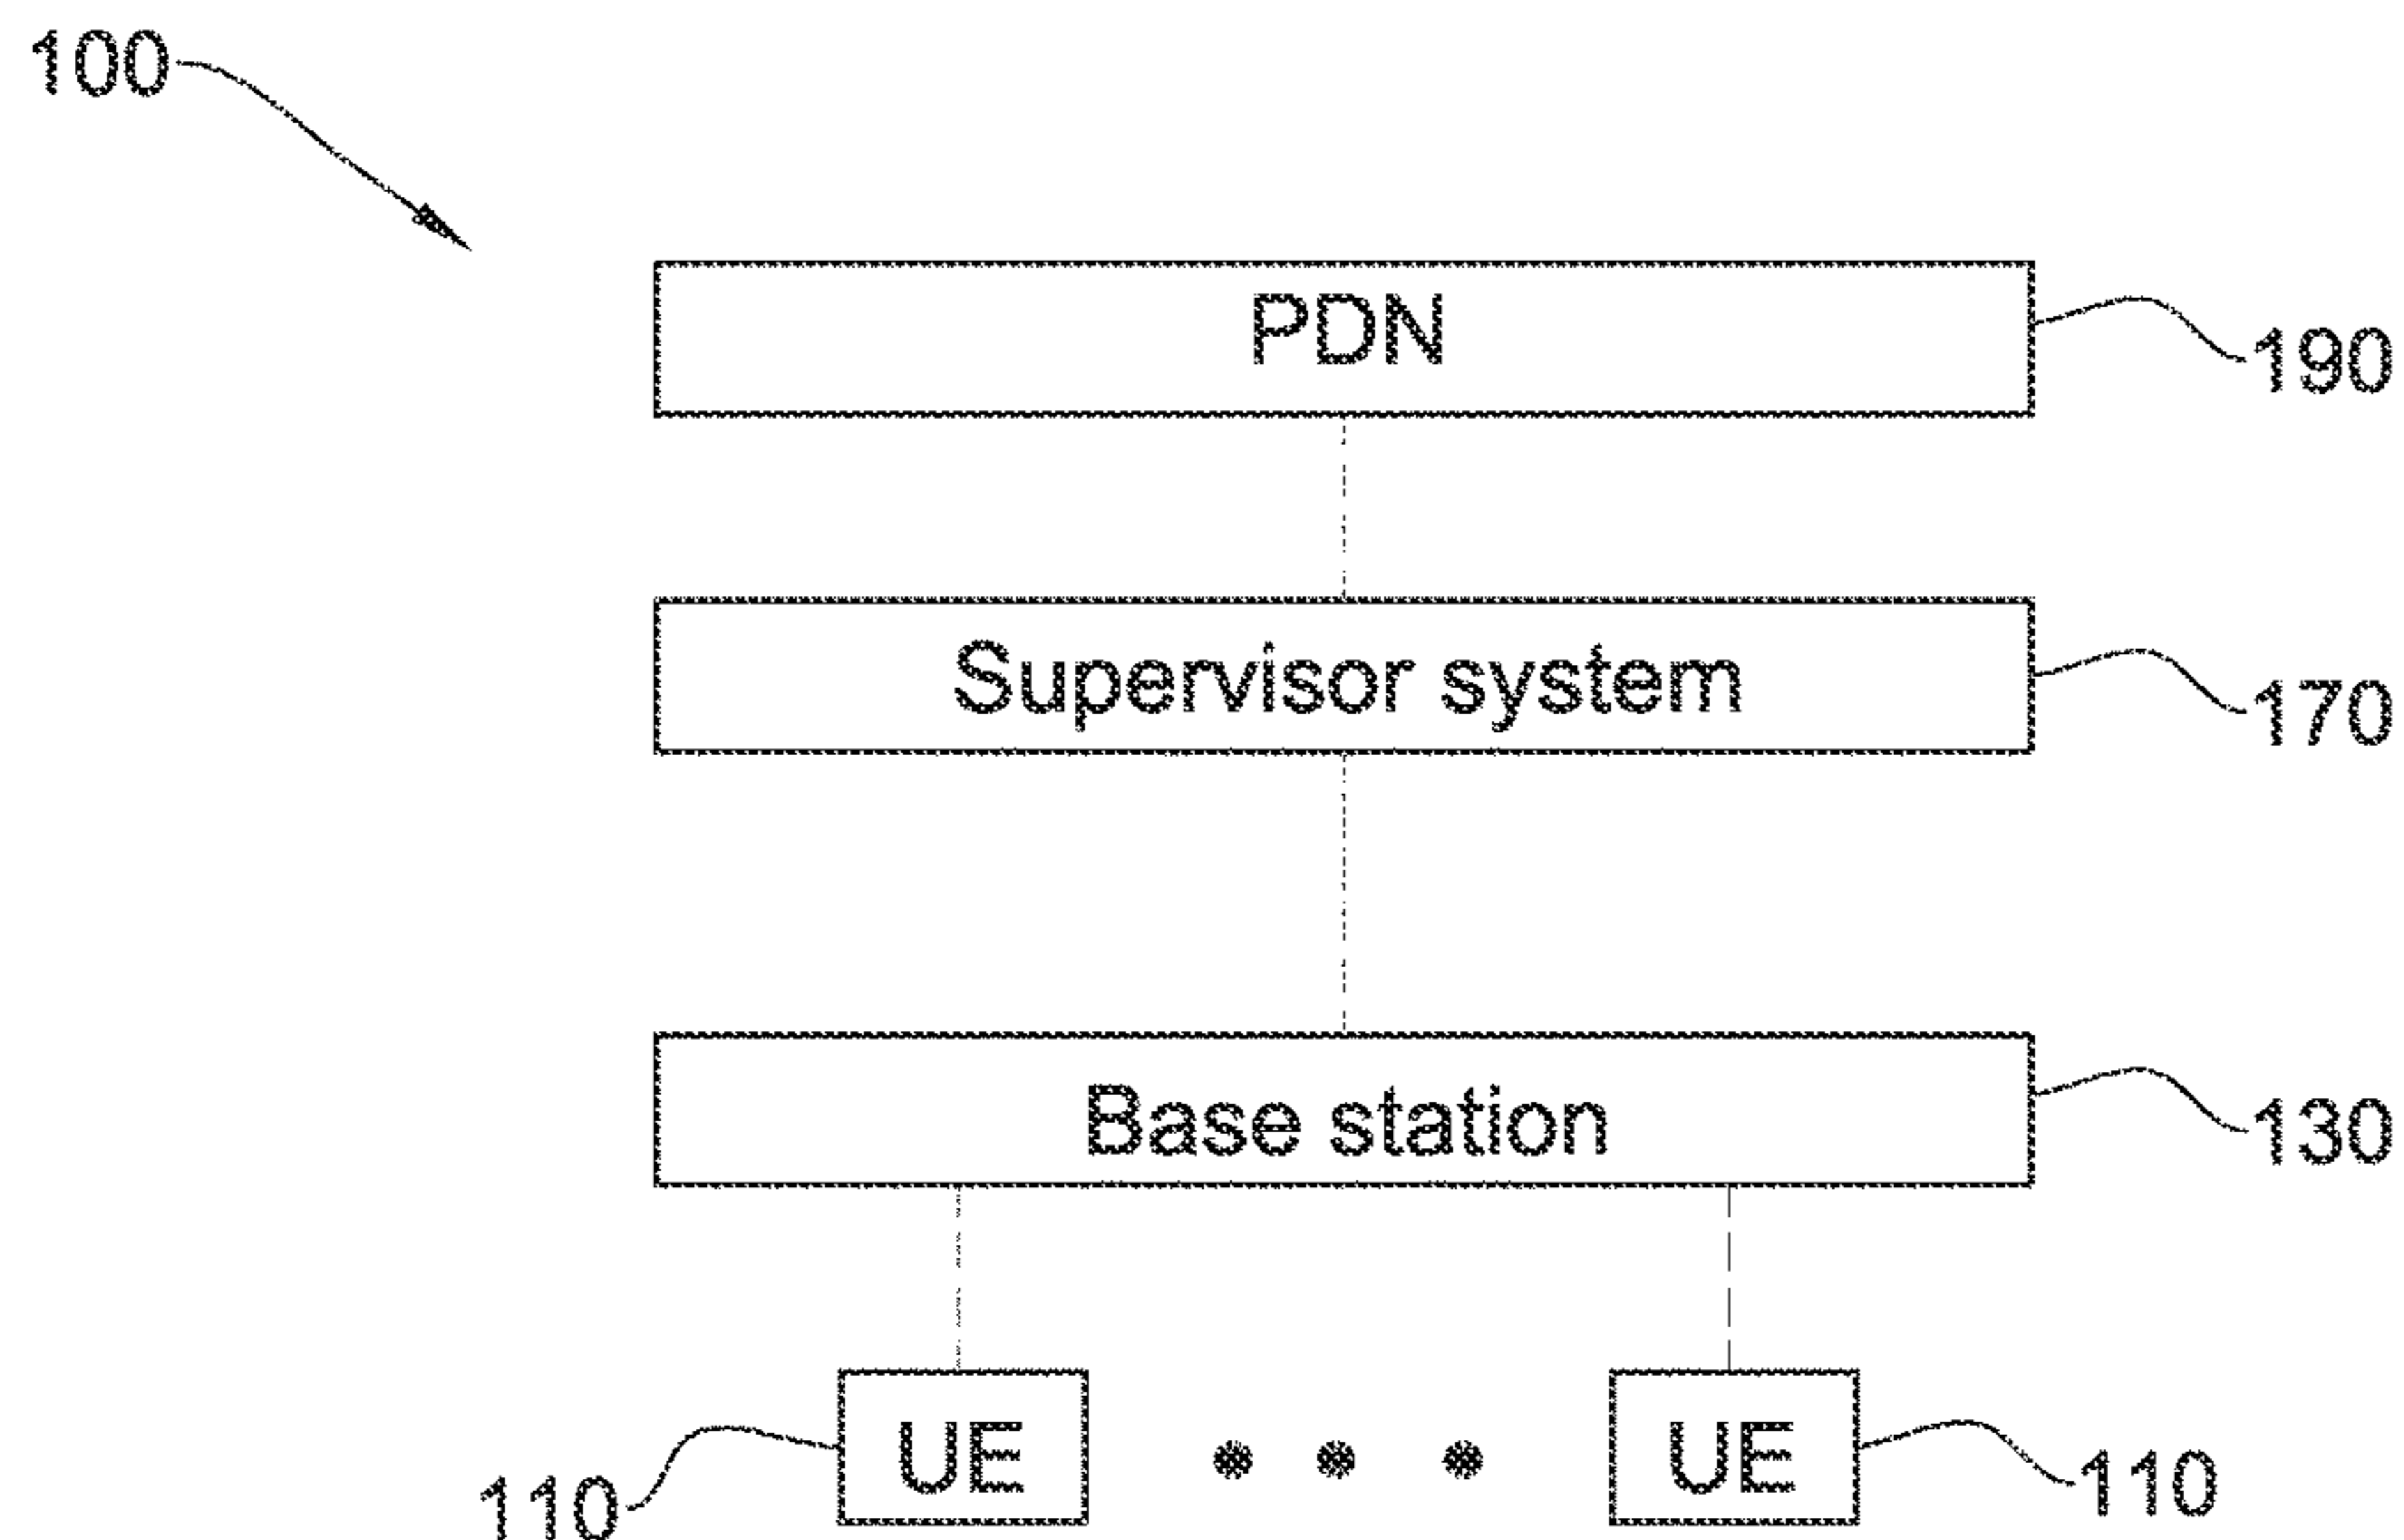 100
PDN
190
Supervisor system
170
Base station
130
UE
UE
110
110